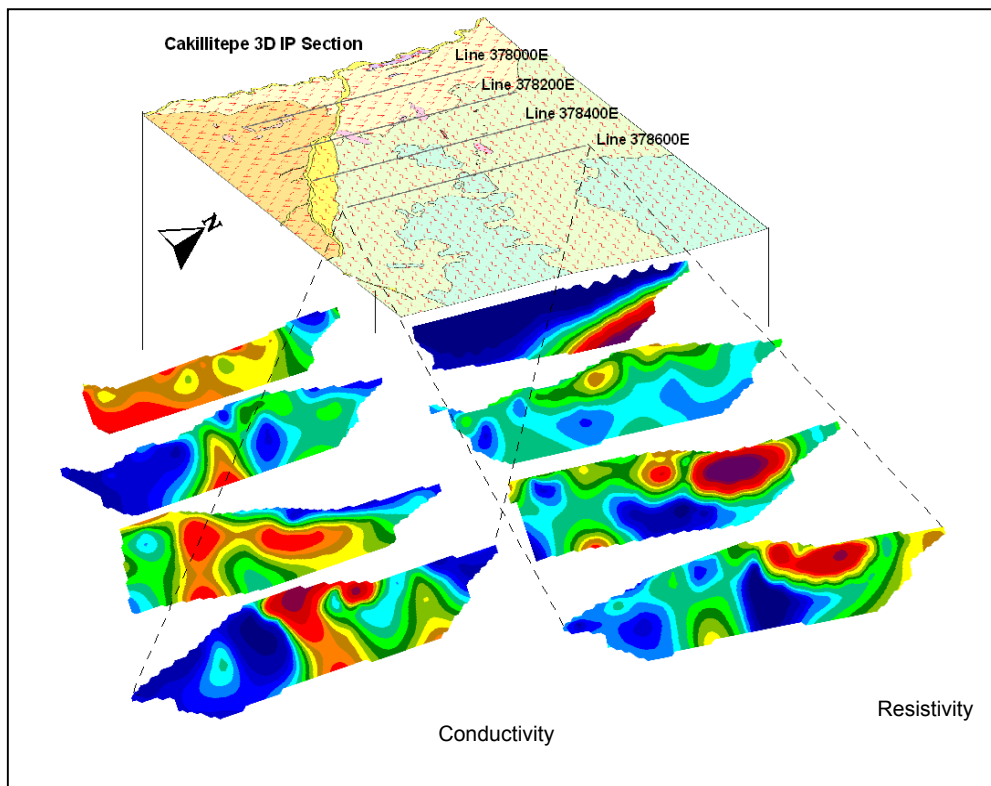 Cakillitepe 3D IP Section
Line 378000E
Line 378200E
Line 378400E
Line 378600E
N
Resistivity
Conductivity